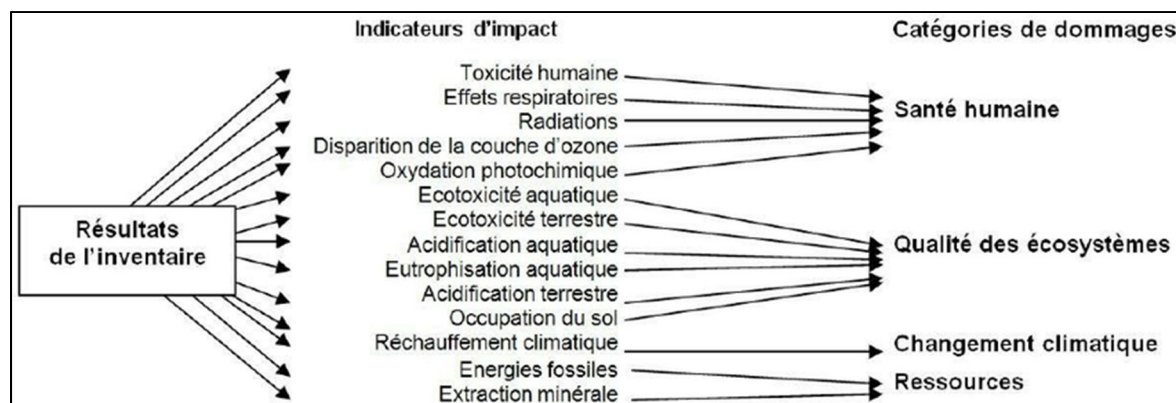 Indicateurs d'impact
Catégories de dommages
Toxicité humaine
Effets respiratoires
Radiations
Disparition de la couche d'ozone
Oxydation photochimique
Ecotoxicité aquatique
Ecotoxicité terrestre
Acidification aquatique
Eutrophisation aquatique
Acidification terrestre
Occupation du sol
Réchauffement climatique
Energies fossiles
Extraction minérale
Résultats
de l'inventaire
Santé humaine
Qualité des écosystèmes
Changement climatique
Ressources